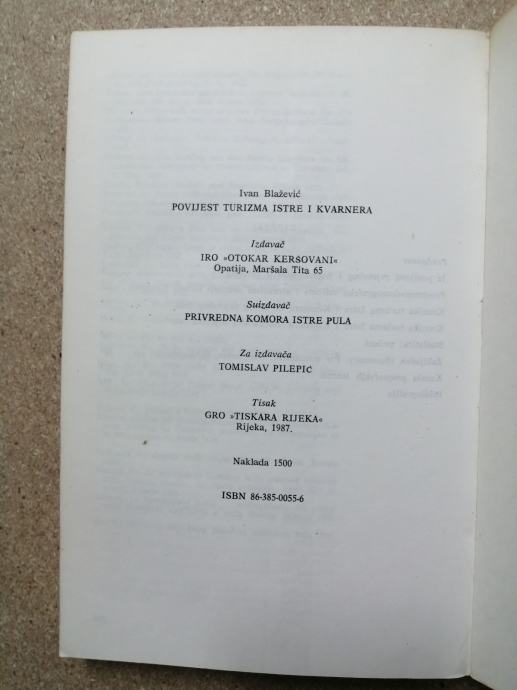 Ivan Blažević
POVIJEST TURIZMA ISTRE I KVARNERA
Izdavač
IRO »OTOKAR KERŠOVANI«
Opatija, Maršala Tita 65
Suizdavač
PRIVREDNA KOMORA ISTRE PULA
Za izdavača
TOMISLAV PILEPIĆ
Tisak
GRO »TISKARA RIJEKA«
Rijeka, 1987.
Naklada 1500
ISBN 86-385-0055-6